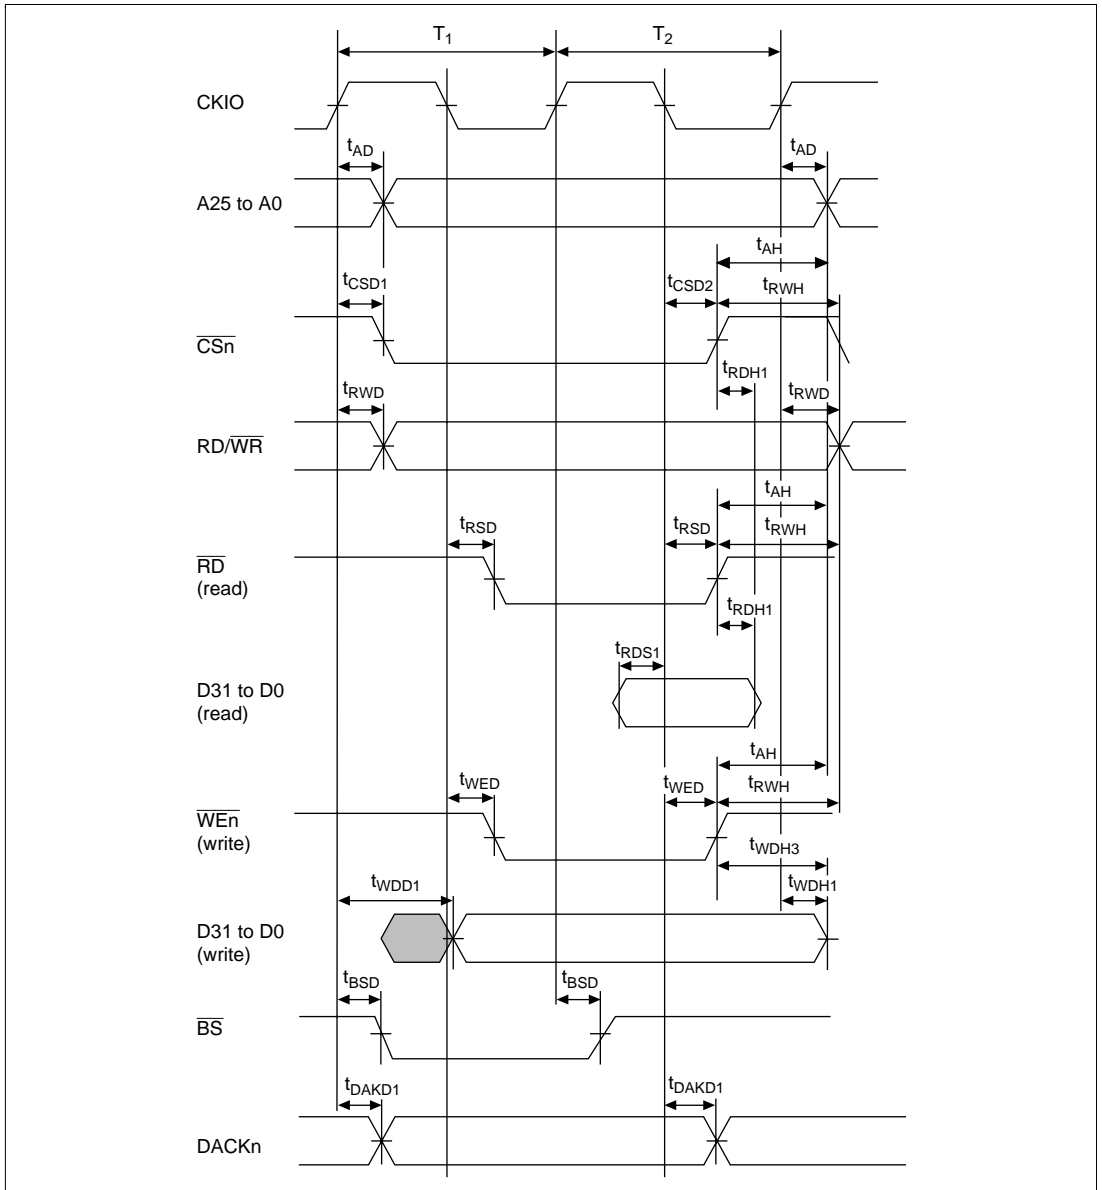 T1 T2
CKIO
tAD tAD
A25 to A0
tAH
tCSD1 tCSD2 tRWH
CSn
tRDH1
tRWD tRWD
RD/WR
tAH
tRSD tRSD tRWH
RD
(read)
tRDH1
tRDS1
D31 to D0
(read)
tAH
tWED tWED tRWH
WEn
(write)
tWDH3
tWDD1 tWDH1
D31 to D0
(write)
tBSD tBSD
BS
tDAKD1 tDAKD1
DACKn